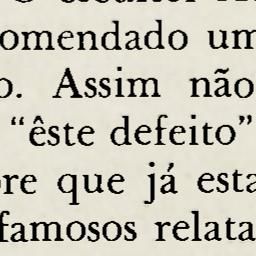 omendado um
o. Assim não
“êste defeito”
re que já esta
famosos relata